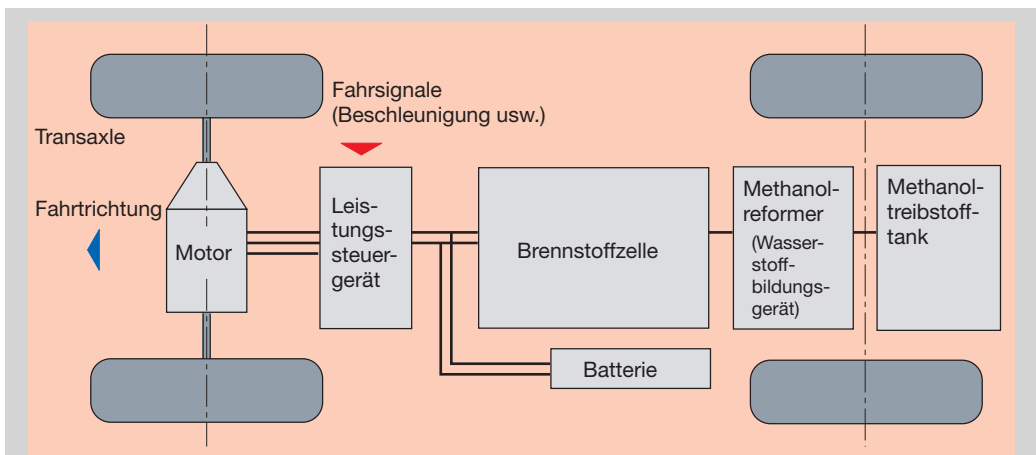 Fahrsignale
(Beschleunigung usw.)
Transaxle
Fahrtrichtung
Motor
Leis-
tungs-
steuer-
gerät
Brennstoffzelle
Methanol-
reformer
(Wasser-
stoff-
bildungs-
gerät)
Methanol-
treibstoff-
tank
Batterie